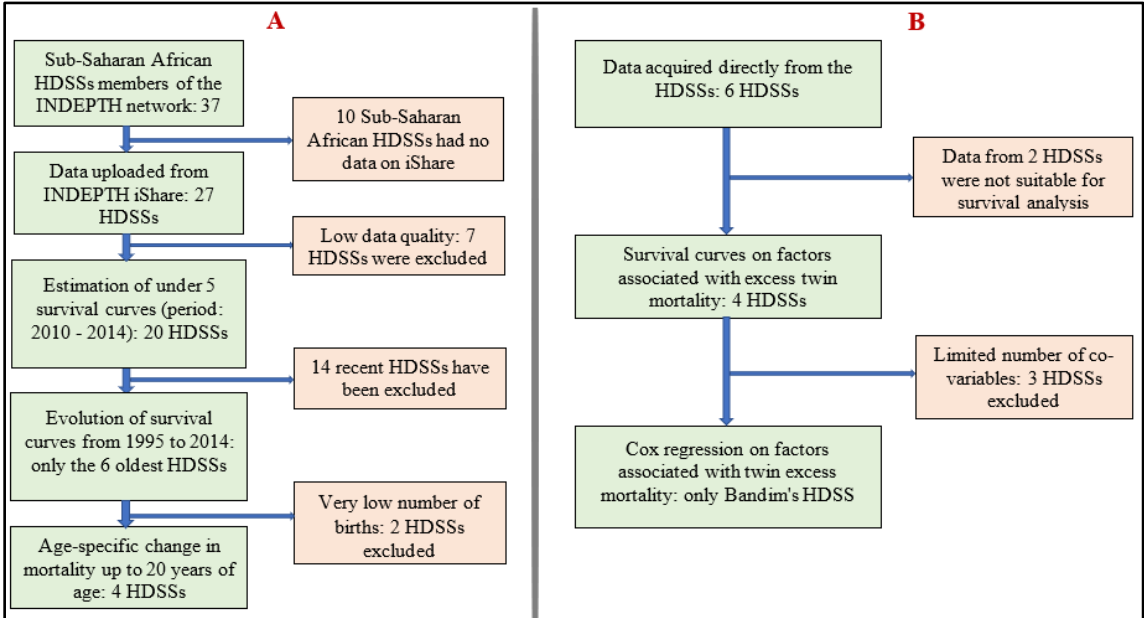 A
Sub-Saharan African
HDSSs members of the
INDEPTH network: 37
10 Sub-Saharan
African HDSSs had no
data on iShare
Data uploaded from
INDEPTH iShare: 27
HDSSs
Low data quality: 7
HDSSs were excluded
Estimation of under 5
survival curves (period:
2010 - 2014): 20 HDSSs
14 recent HDSSs have
been excluded
Evolution of survival
curves from 1995 to 2014:
only the 6 oldest HDSSs
Very low number of
births: 2 HDSSs
excluded
Age-specific change in
mortality up to 20 years of
age: 4 HDSSs
B
Data acquired directly from the
HDSSs: 6 HDSSs
Data from 2 HDSSs
were not suitable for
survival analysis
Survival curves on factors
associated with excess twin
mortality: 4 HDSSs
Limited number of co-
variables: 3 HDSSs
excluded
Cox regression on factors
associated with twin excess
mortality: only Bandim's HDSS